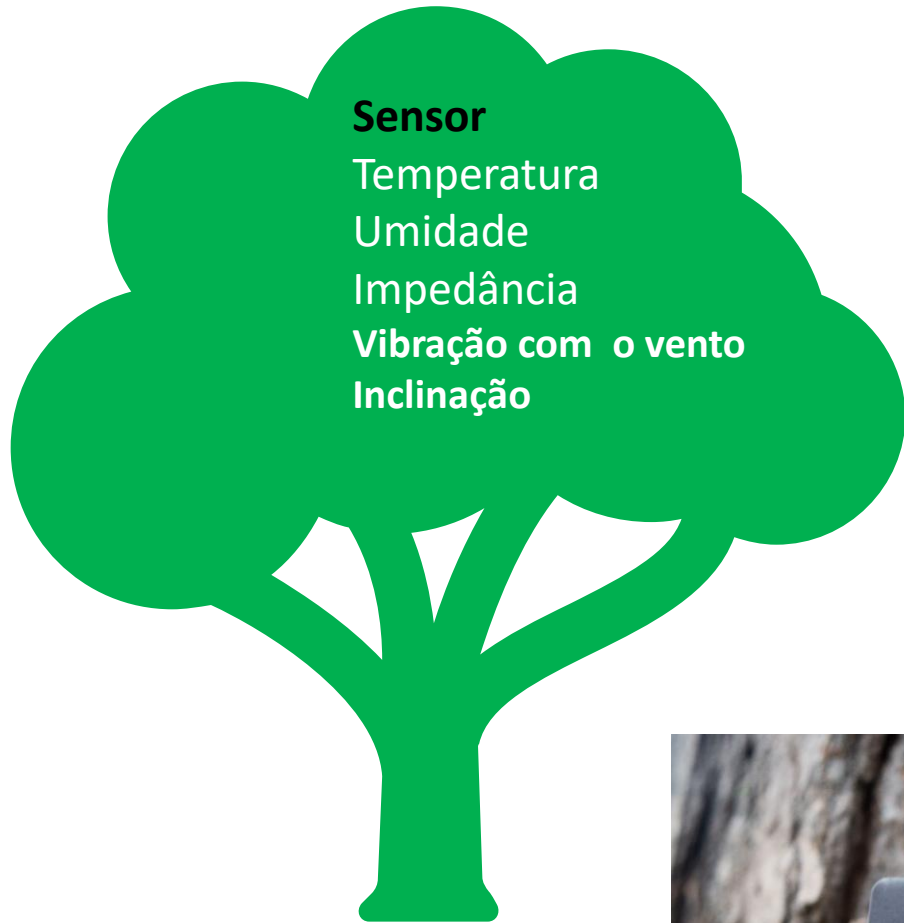 Sensor
Temperatura
Umidade
Impedância
Vibração com  o vento
Inclinação